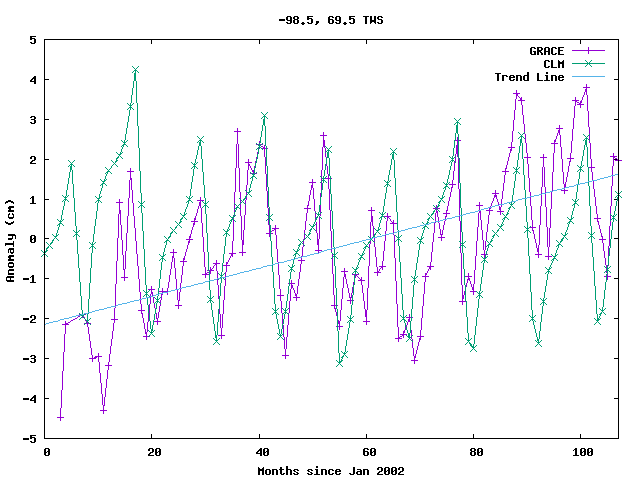 -98.5, 69.5 TWS
GRACE
CLM
Trend Line
5
4
3
2
1
0
-1
-2
-3
-4
-5
Anomaly (cm)
0 20 40 60 80 100
Months since Jan 2002